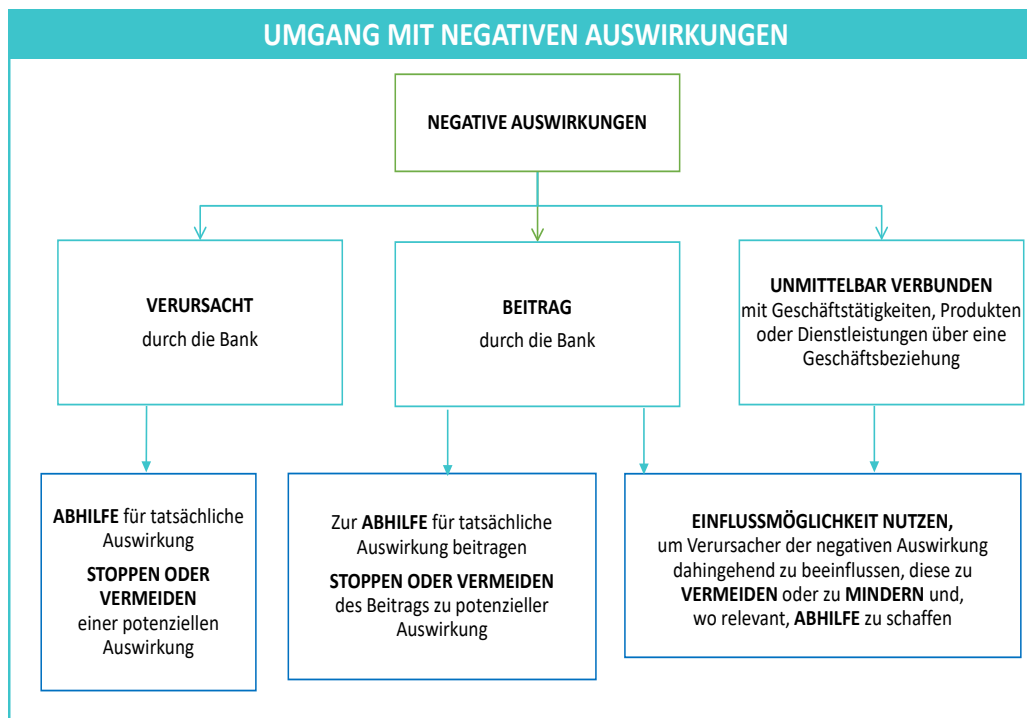 UMGANG MIT NEGATIVEN AUSWIRKUNGEN
NEGATIVE AUSWIRKUNGEN
VERURSACHT
durch die Bank
BEITRAG
durch die Bank
UNMITTELBAR VERBUNDEN
mit Geschäftstätigkeiten, Produkten
oder Dienstleistungen über eine
Geschäftsbeziehung
ABHILFE für tatsächliche
Auswirkung
STOPPEN ODER
VERMEIDEN
einer potenziellen
Auswirkung
Zur ABHILFE für tatsächliche
Auswirkung beitragen
STOPPEN ODER VERMEIDEN
des Beitrags zu potenzieller
Auswirkung
EINFLUSSMÖGLICHKEIT NUTZEN,
um Verursacher der negativen Auswirkung
dahingehend zu beeinflussen, diese zu
VERMEIDEN oder zu MINDERN und,
wo relevant, ABHILFE zu schaffen